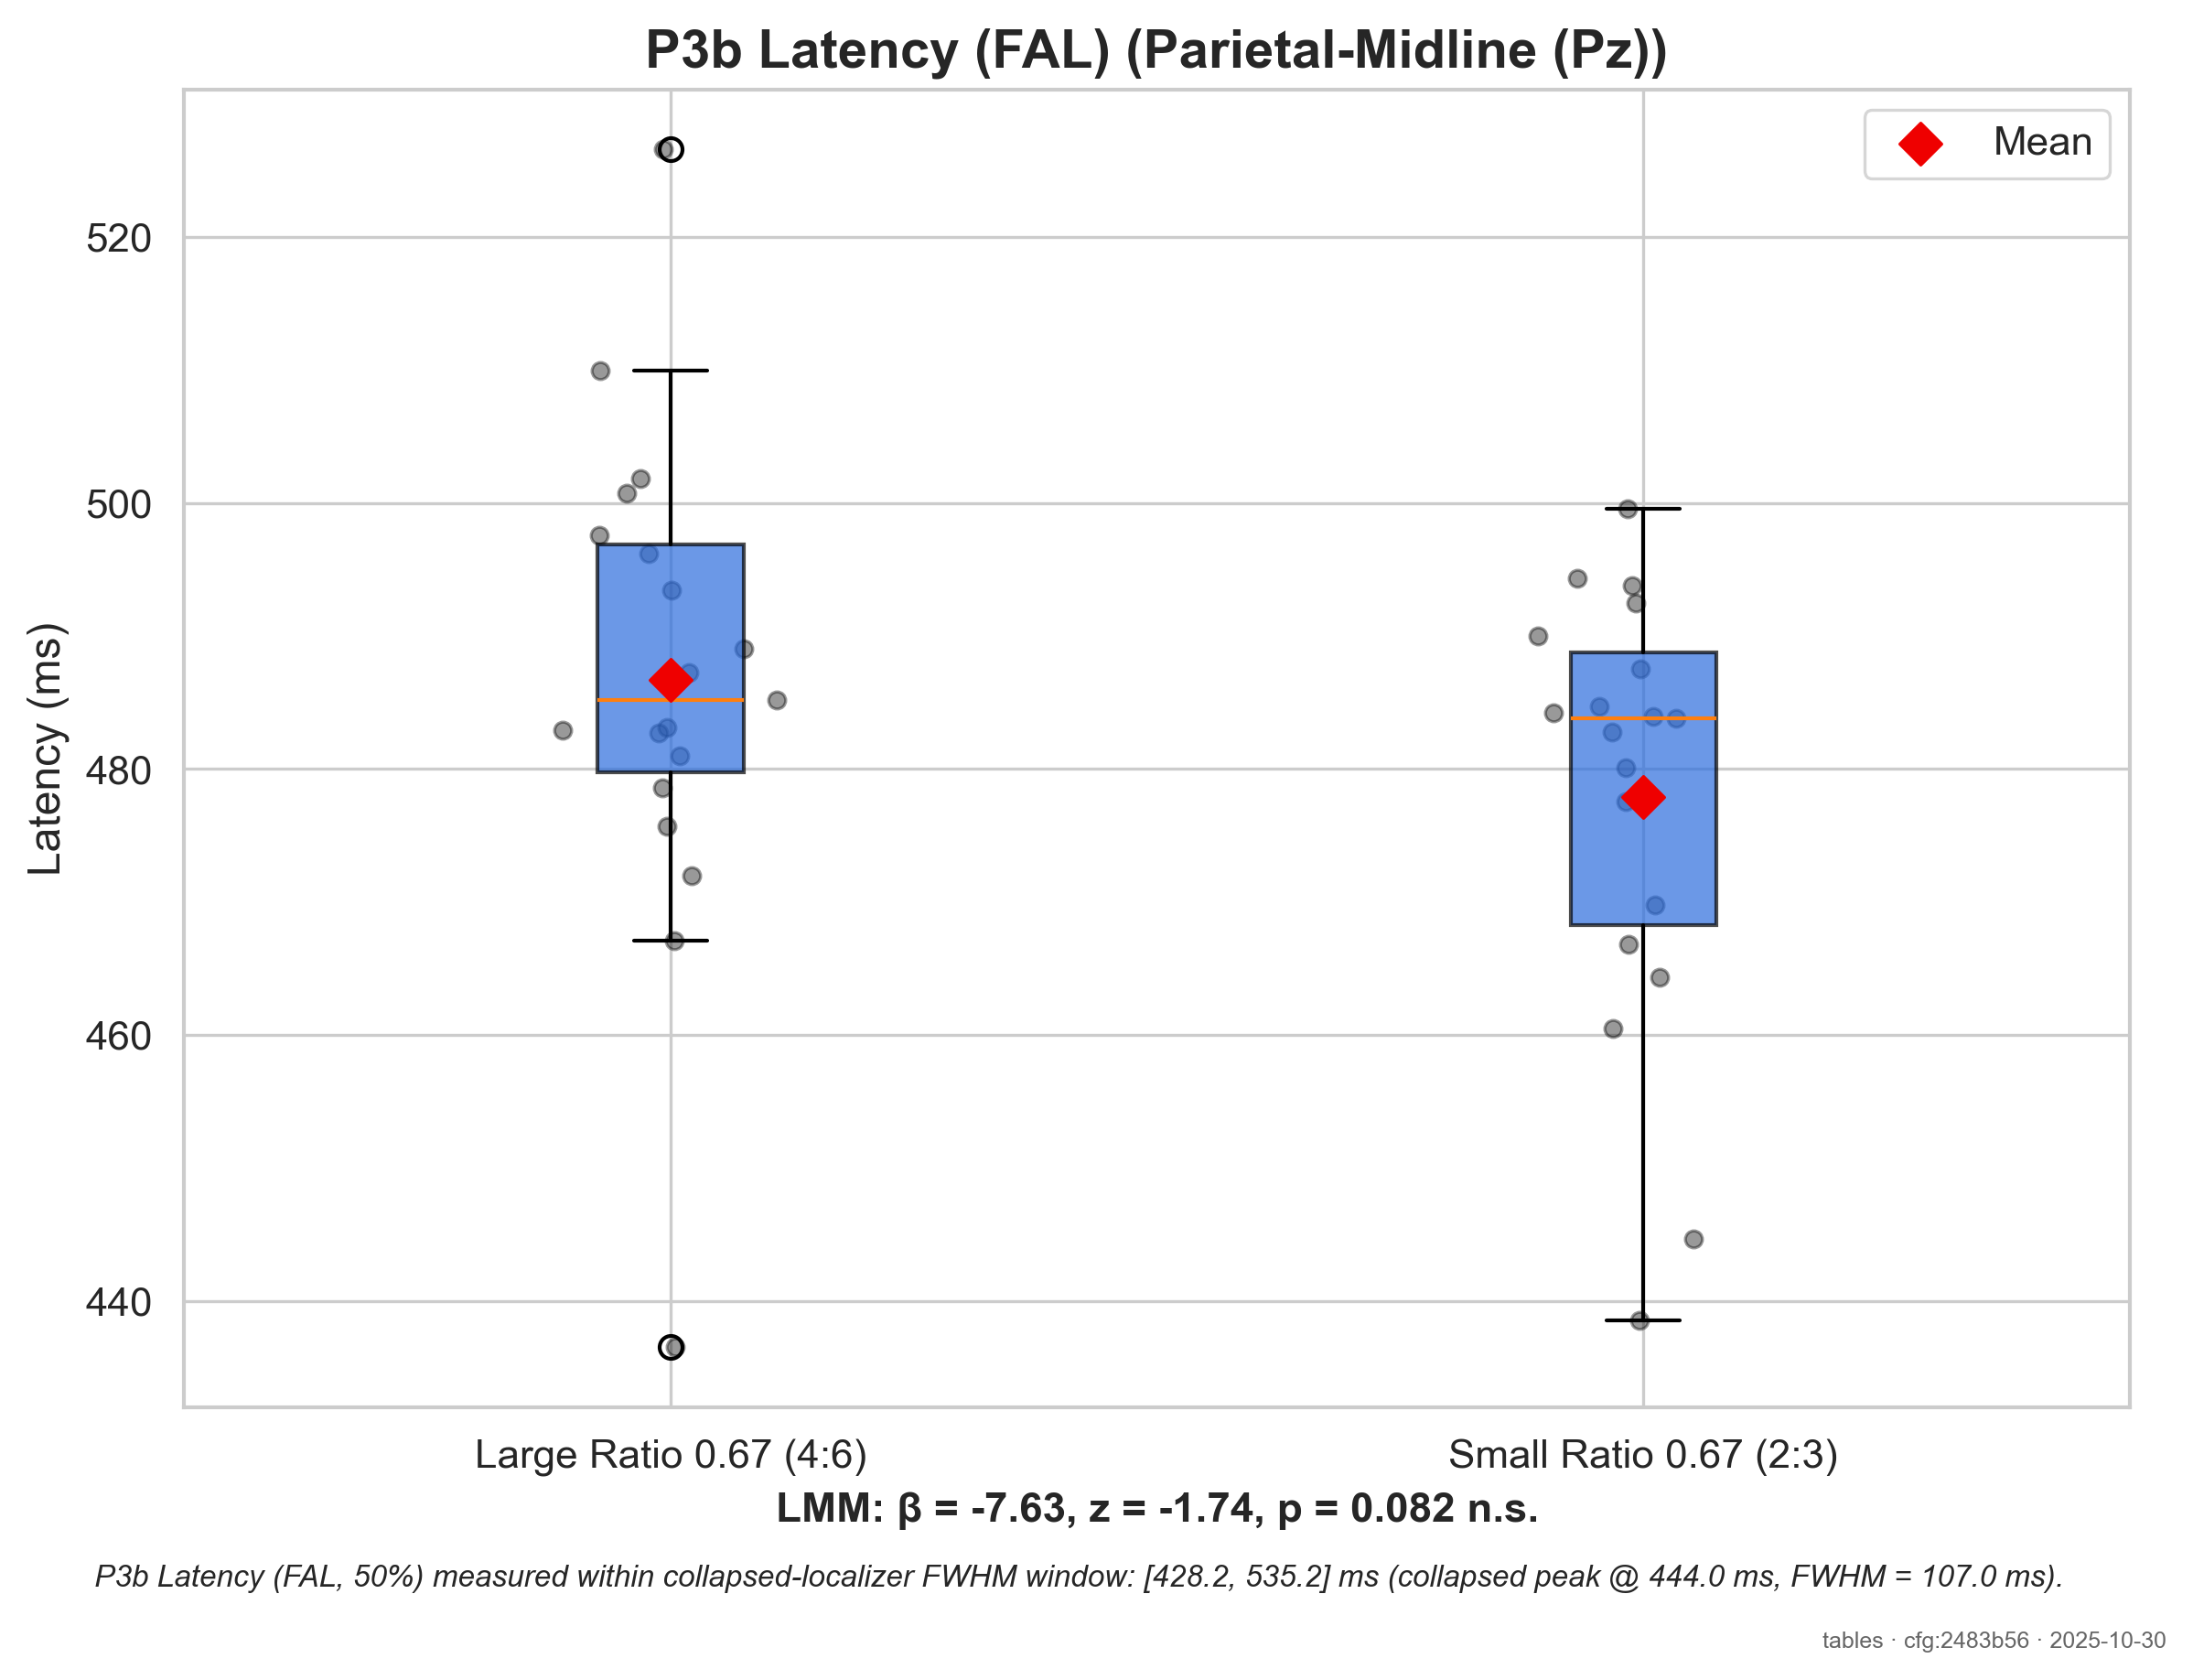 P3b Latency (FAL) (Parietal-Midline (Pz))
Mean
Latency (ms)
520
500
480
460
440
Large Ratio 0.67 (4:6)
Small Ratio 0.67 (2:3)
LMM: β = -7.63, z = -1.74, p = 0.082 n.s.
P3b Latency (FAL, 50%) measured within collapsed-localizer FWHM window: [428.2, 535.2] ms (collapsed peak @ 444.0 ms, FWHM = 107.0 ms).
tables · cfg:2483b56 · 2025-10-30